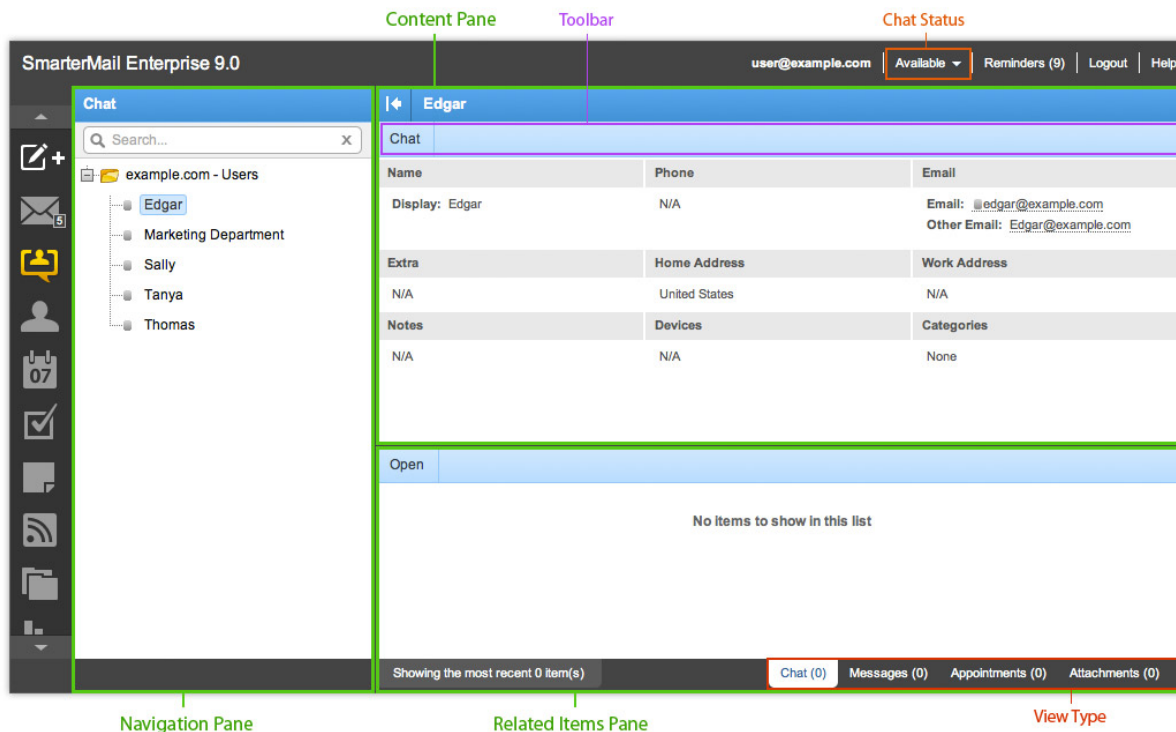 Content Pane Toolbar Chat Status
SmarterMail Enterprise 9.0 user@example.com Available Reminders (9) Logout Help
Chat
Search... x
5
07
example.com - Users
Edgar
Marketing Department
Sally
Tanya
Thomas
Edgar
Chat
Name Phone Email
Display: Edgar N/A Email: edgar@example.com
Other Email: Edgar@example.com
Extra Home Address Work Address
N/A United States N/A
Notes Devices Categories
N/A N/A None
Open
No items to show in this list
Showing the most recent 0 item(s) Chat (0) Messages (0) Appointments (0) Attachments (0)
Navigation Pane Related Items Pane View Type